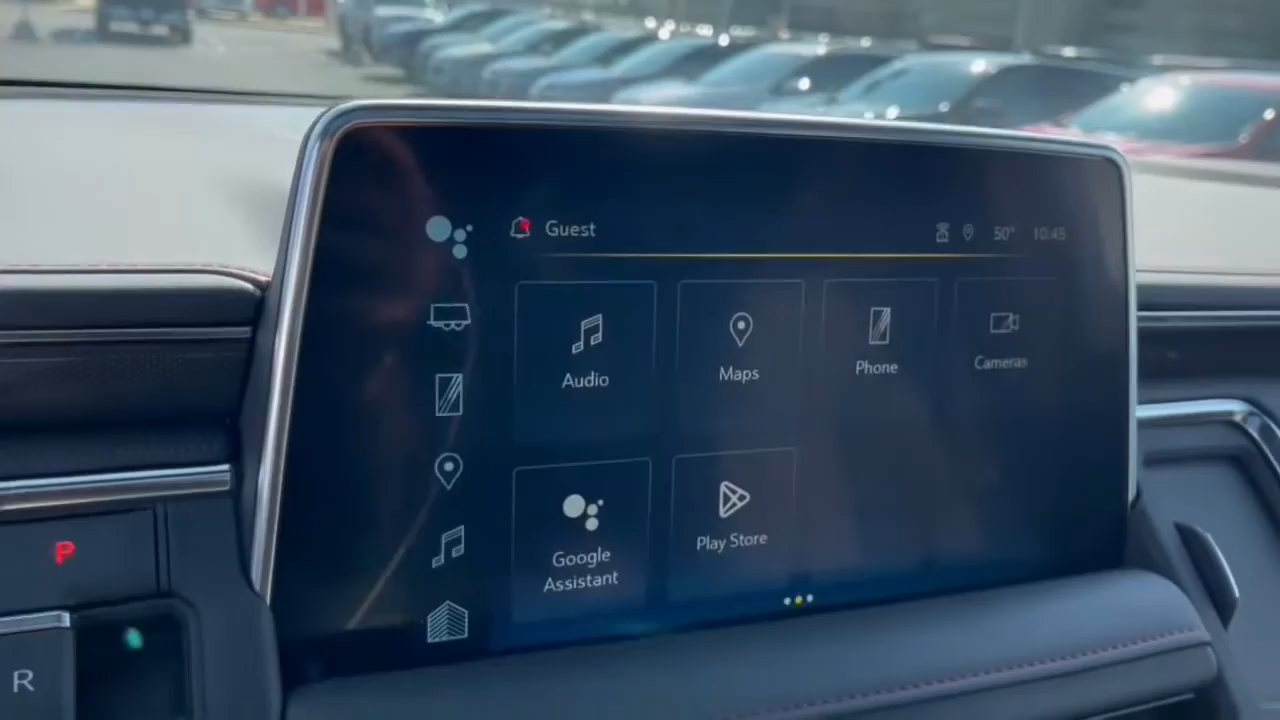 Guest
50° 10:45
Audio
Maps
Phone
Cameras
Google
Assistant
Play Store
P
R